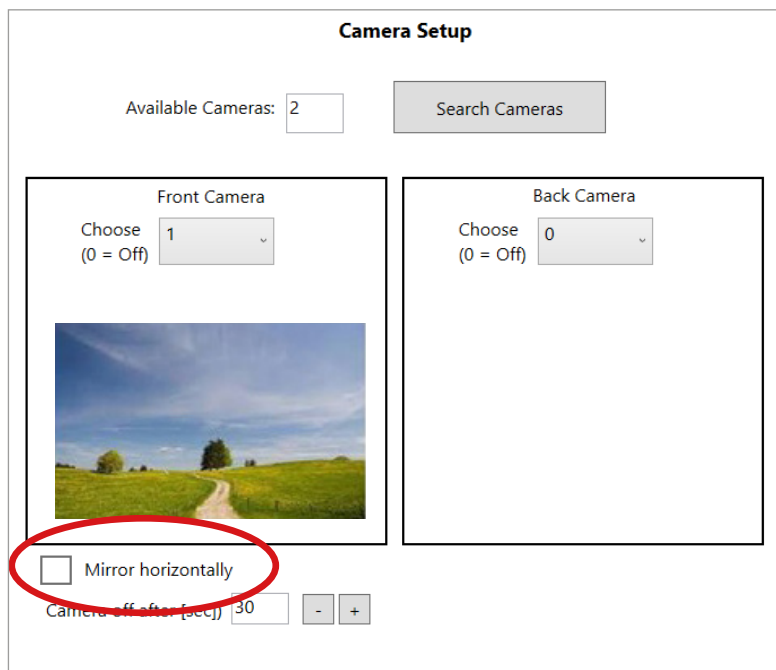 Camera Setup
Available Cameras: 2 Search Cameras
Front Camera
Choose 1
(0 = Off)
Back Camera
Choose 0
(0 = Off)
Mirror horizontally
Camera off after [sec]) 30 - +